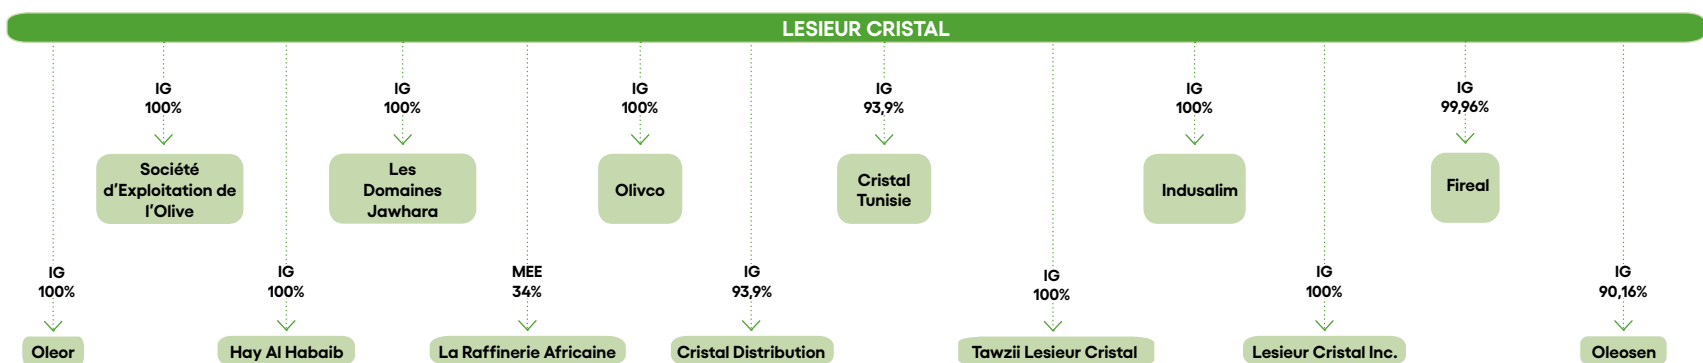 LESIEUR CRISTAL
IG
100%
Société
d'Exploitation de
l'Olive
IG
100%
Les
Domaines
Jawhara
IG
100%
Olivco
IG
93,9%
Cristal
Tunisie
IG
100%
Indusalim
IG
99,96%
Fireal
IG
100%
Oleor
IG
100%
Hay Al Habaib
MEE
34%
La Raffinerie Africaine
IG
93,9%
Cristal Distribution
IG
100%
Tawzii Lesieur Cristal
IG
100%
Lesieur Cristal Inc.
IG
90,16%
Oleosen